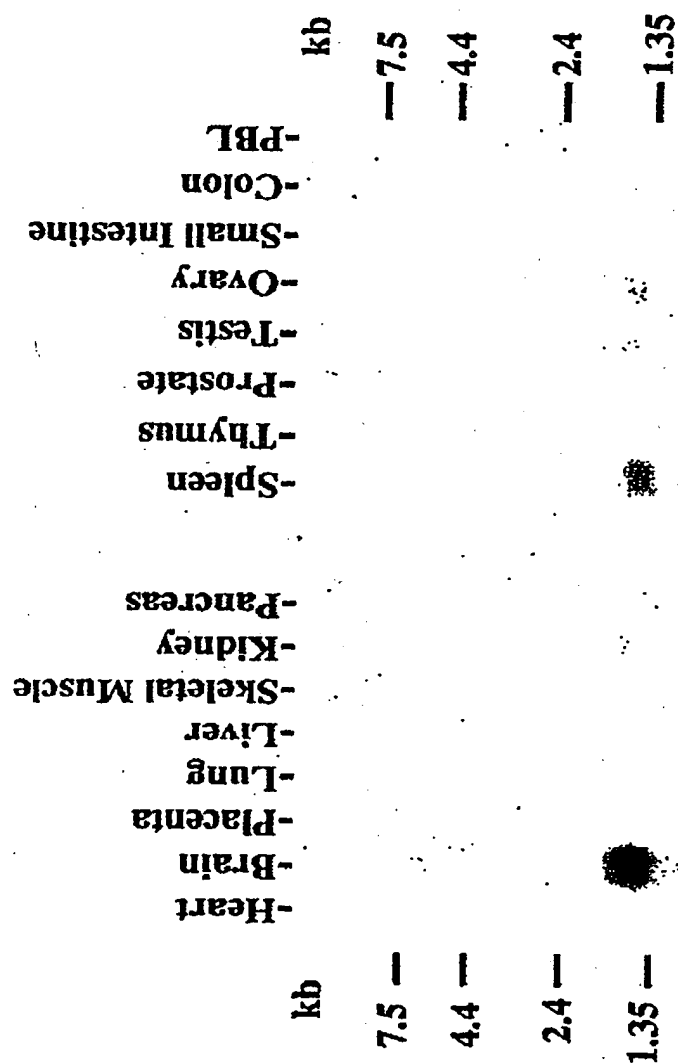 kb
7.5
4.4
2.4
1.35
-Heart
-Brain
-Placenta
-Lung
-Liver
-Skeletal Muscle
-Kidney
-Pancreas
-Spleen
-Thymus
-Prostate
-Testis
-Ovary
-Small Intestine
-Colon
-PBL
kb
7.5
4.4
2.4
1.35